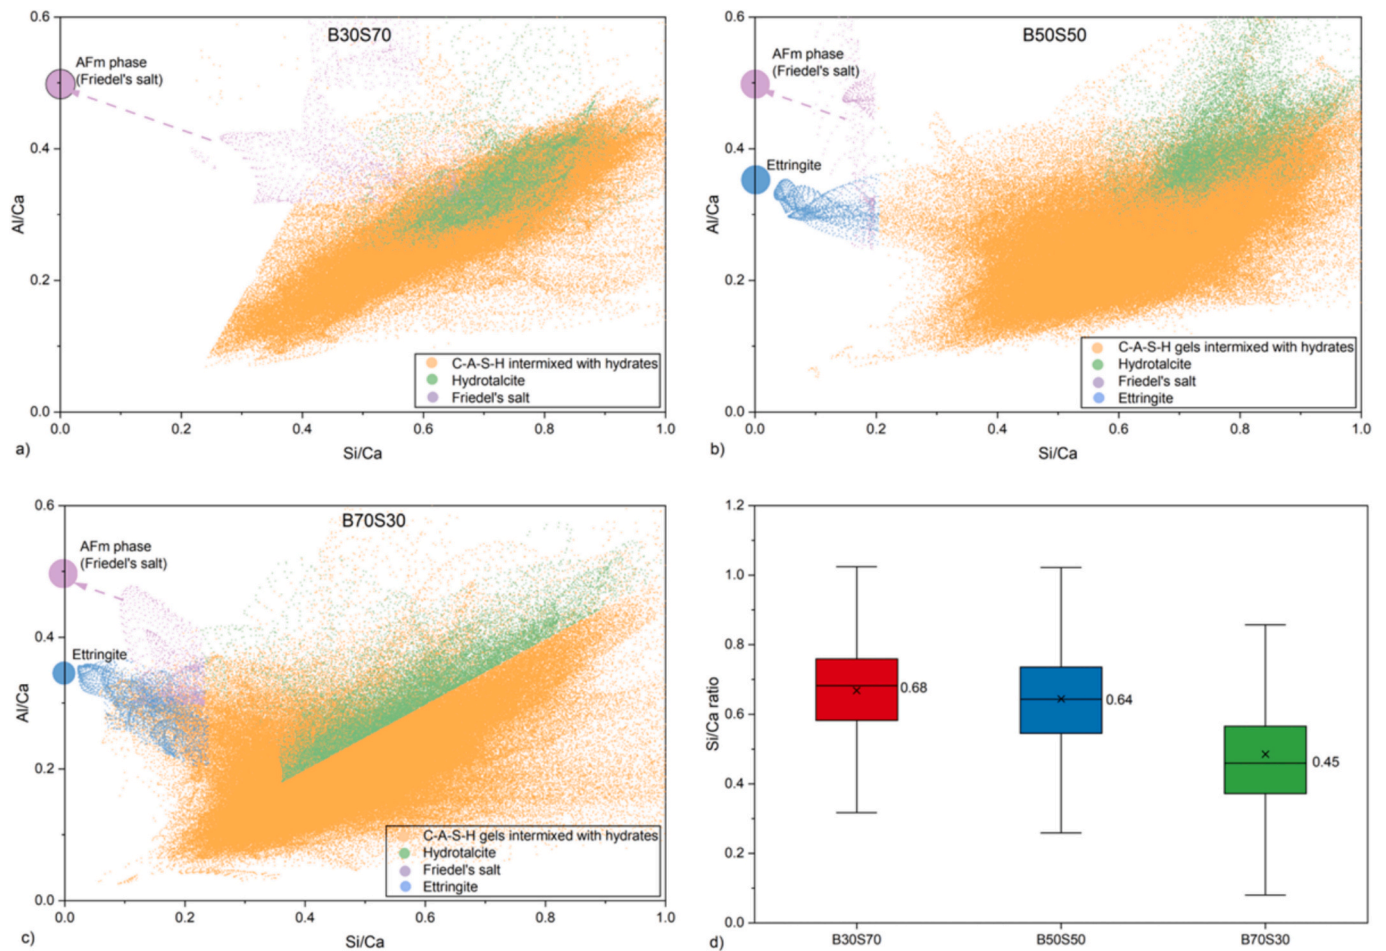 B30S70
AFm phase
(Friedel's salt)
0.6
0.4
0.2
0.0
Al/Ca
C-A-S-H intermixed with hydrates
Hydrotalcite
Friedel's salt
0.0
0.2
0.4
0.6
0.8
1.0
Si/Ca
a)
B50S50
AFm phase
(Friedel's salt)
Ettringite
0.6
0.4
0.2
0.0
Al/Ca
C-A-S-H gels intermixed with hydrates
Hydrotalcite
Friedel's salt
Ettringite
0.0
0.2
0.4
0.6
0.8
1.0
Si/Ca
b)
B70S30
AFm phase
(Friedel's salt)
Ettringite
0.6
0.4
0.2
0.0
Al/Ca
C-A-S-H gels intermixed with hydrates
Hydrotalcite
Friedel's salt
Ettringite
0.0
0.2
0.4
0.6
0.8
1.0
Si/Ca
c)
1.2
1.0
0.8
0.6
0.4
0.2
0.0
Si/Ca ratio
0.68
0.64
0.45
B30S70
B50S50
B70S30
d)